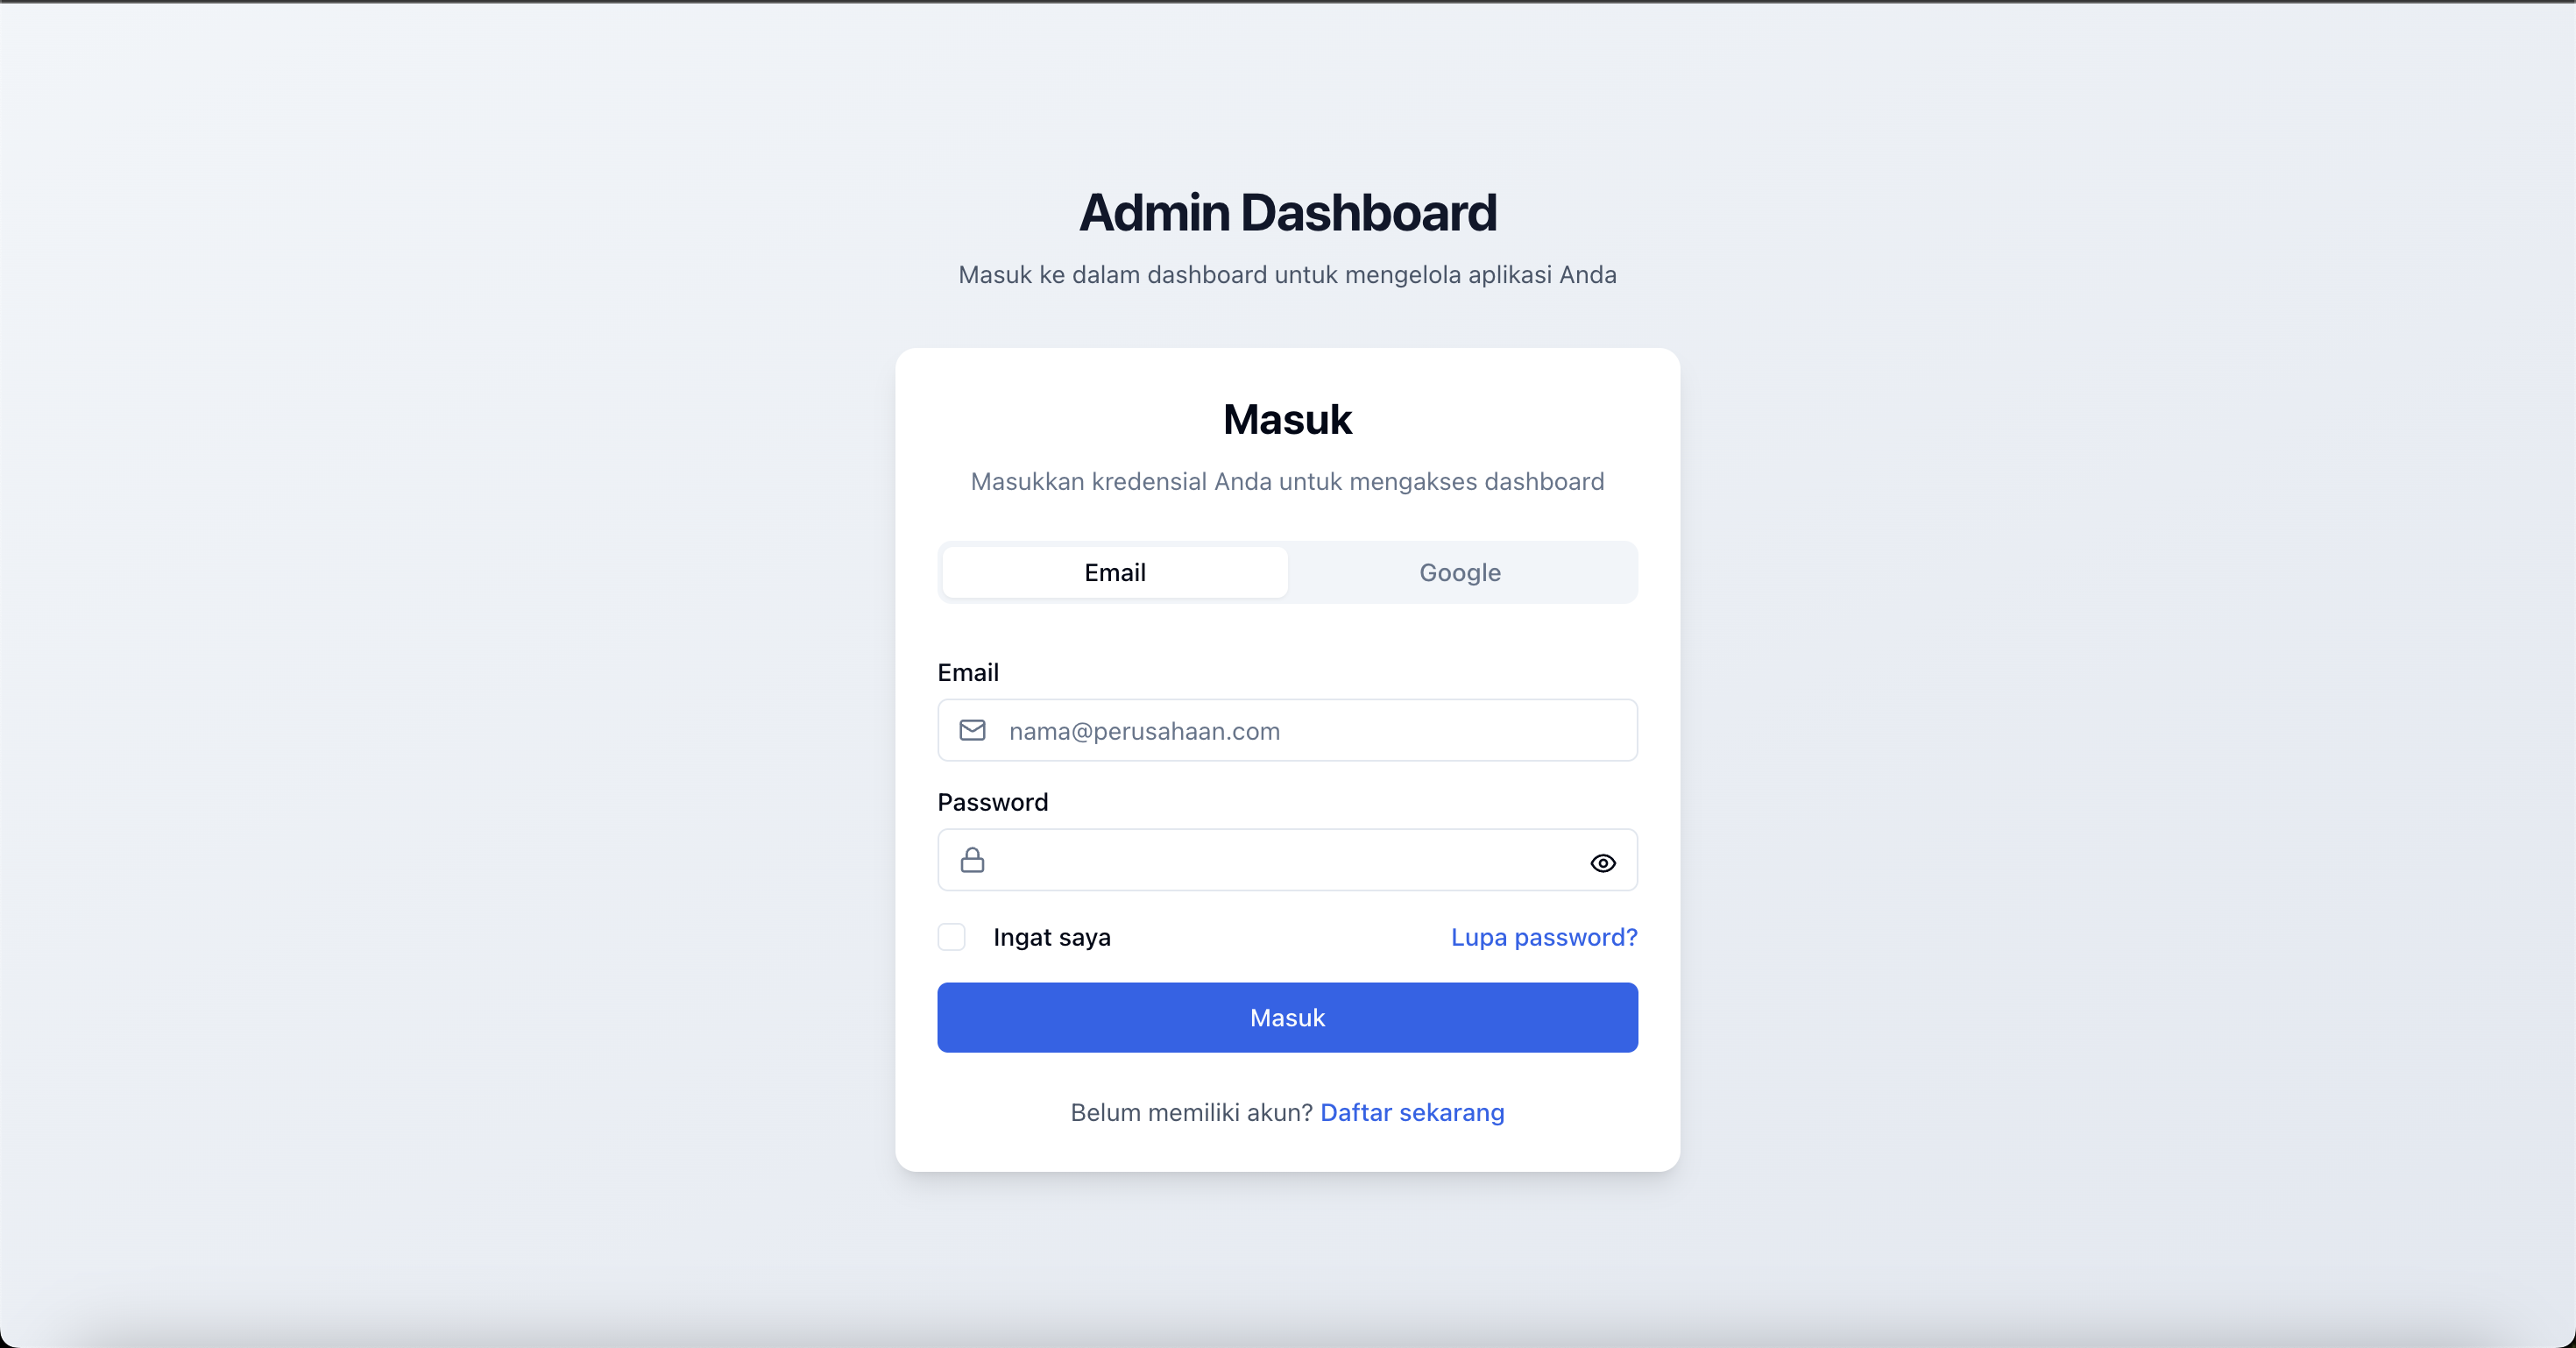 Admin Dashboard
Masuk ke dalam dashboard untuk mengelola aplikasi Anda
Masuk
Masukkan kredensial Anda untuk mengakses dashboard
Email
Google
Email
nama@perusahaan.com
Password
Ingat saya
Lupa password?
Masuk
Belum memiliki akun? Daftar sekarang